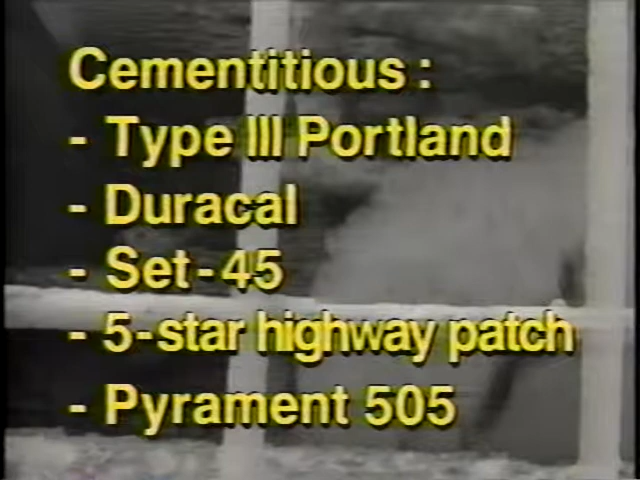 Cementitious :
- Type III Portland
- Duracal
- Set-45
- 5-star highway patch
- Pyrament 505